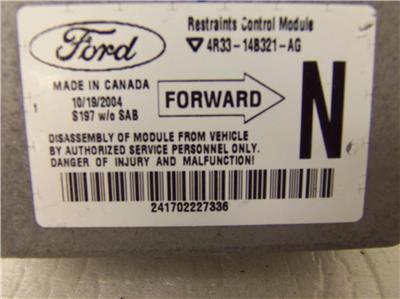 Ford
Restraints Control Module
4R33-14B321-AG
MADE IN CANADA
10/19/2004
S197 w/o SAB
FORWARD
N
DISASSEMBLY OF MODULE FROM VEHICLE
BY AUTHORIZED SERVICE PERSONNEL ONLY.
DANGER OF INJURY AND MALFUNCTION!
241702227336